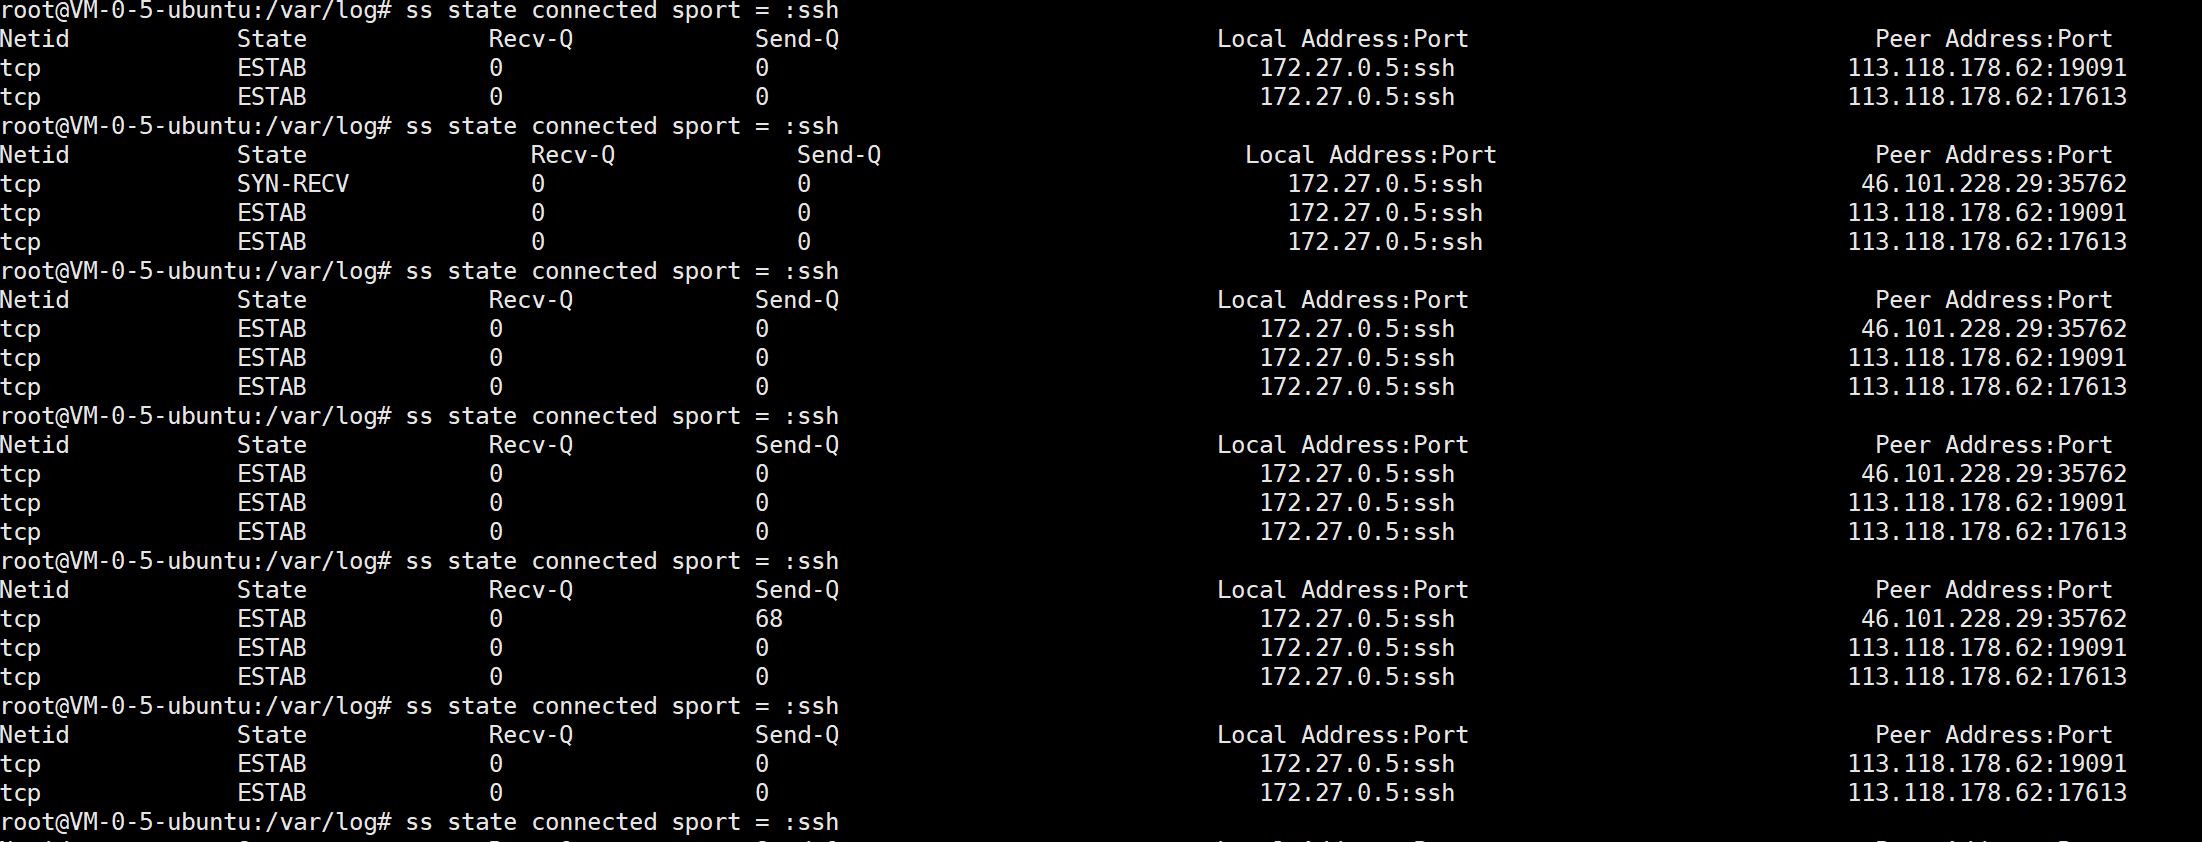 root@VM-0-5-ubuntu:/var/log# ss state connected sport = :ssh
Netid State Recv-Q Send-Q Local Address:Port Peer Address:Port
tcp ESTAB 0 0 172.27.0.5:ssh 113.118.178.62:19091
tcp ESTAB 0 0 172.27.0.5:ssh 113.118.178.62:17613
root@VM-0-5-ubuntu:/var/log# ss state connected sport = :ssh
Netid State Recv-Q Send-Q Local Address:Port Peer Address:Port
tcp SYN-RECV 0 0 172.27.0.5:ssh 46.101.228.29:35762
tcp ESTAB 0 0 172.27.0.5:ssh 113.118.178.62:19091
tcp ESTAB 0 0 172.27.0.5:ssh 113.118.178.62:17613
root@VM-0-5-ubuntu:/var/log# ss state connected sport = :ssh
Netid State Recv-Q Send-Q Local Address:Port Peer Address:Port
tcp ESTAB 0 0 172.27.0.5:ssh 46.101.228.29:35762
tcp ESTAB 0 0 172.27.0.5:ssh 113.118.178.62:19091
tcp ESTAB 0 0 172.27.0.5:ssh 113.118.178.62:17613
root@VM-0-5-ubuntu:/var/log# ss state connected sport = :ssh
Netid State Recv-Q Send-Q Local Address:Port Peer Address:Port
tcp ESTAB 0 0 172.27.0.5:ssh 46.101.228.29:35762
tcp ESTAB 0 0 172.27.0.5:ssh 113.118.178.62:19091
tcp ESTAB 0 0 172.27.0.5:ssh 113.118.178.62:17613
root@VM-0-5-ubuntu:/var/log# ss state connected sport = :ssh
Netid State Recv-Q Send-Q Local Address:Port Peer Address:Port
tcp ESTAB 0 68 172.27.0.5:ssh 46.101.228.29:35762
tcp ESTAB 0 0 172.27.0.5:ssh 113.118.178.62:19091
tcp ESTAB 0 0 172.27.0.5:ssh 113.118.178.62:17613
root@VM-0-5-ubuntu:/var/log# ss state connected sport = :ssh
Netid State Recv-Q Send-Q Local Address:Port Peer Address:Port
tcp ESTAB 0 0 172.27.0.5:ssh 113.118.178.62:19091
tcp ESTAB 0 0 172.27.0.5:ssh 113.118.178.62:17613
root@VM-0-5-ubuntu:/var/log# ss state connected sport = :ssh